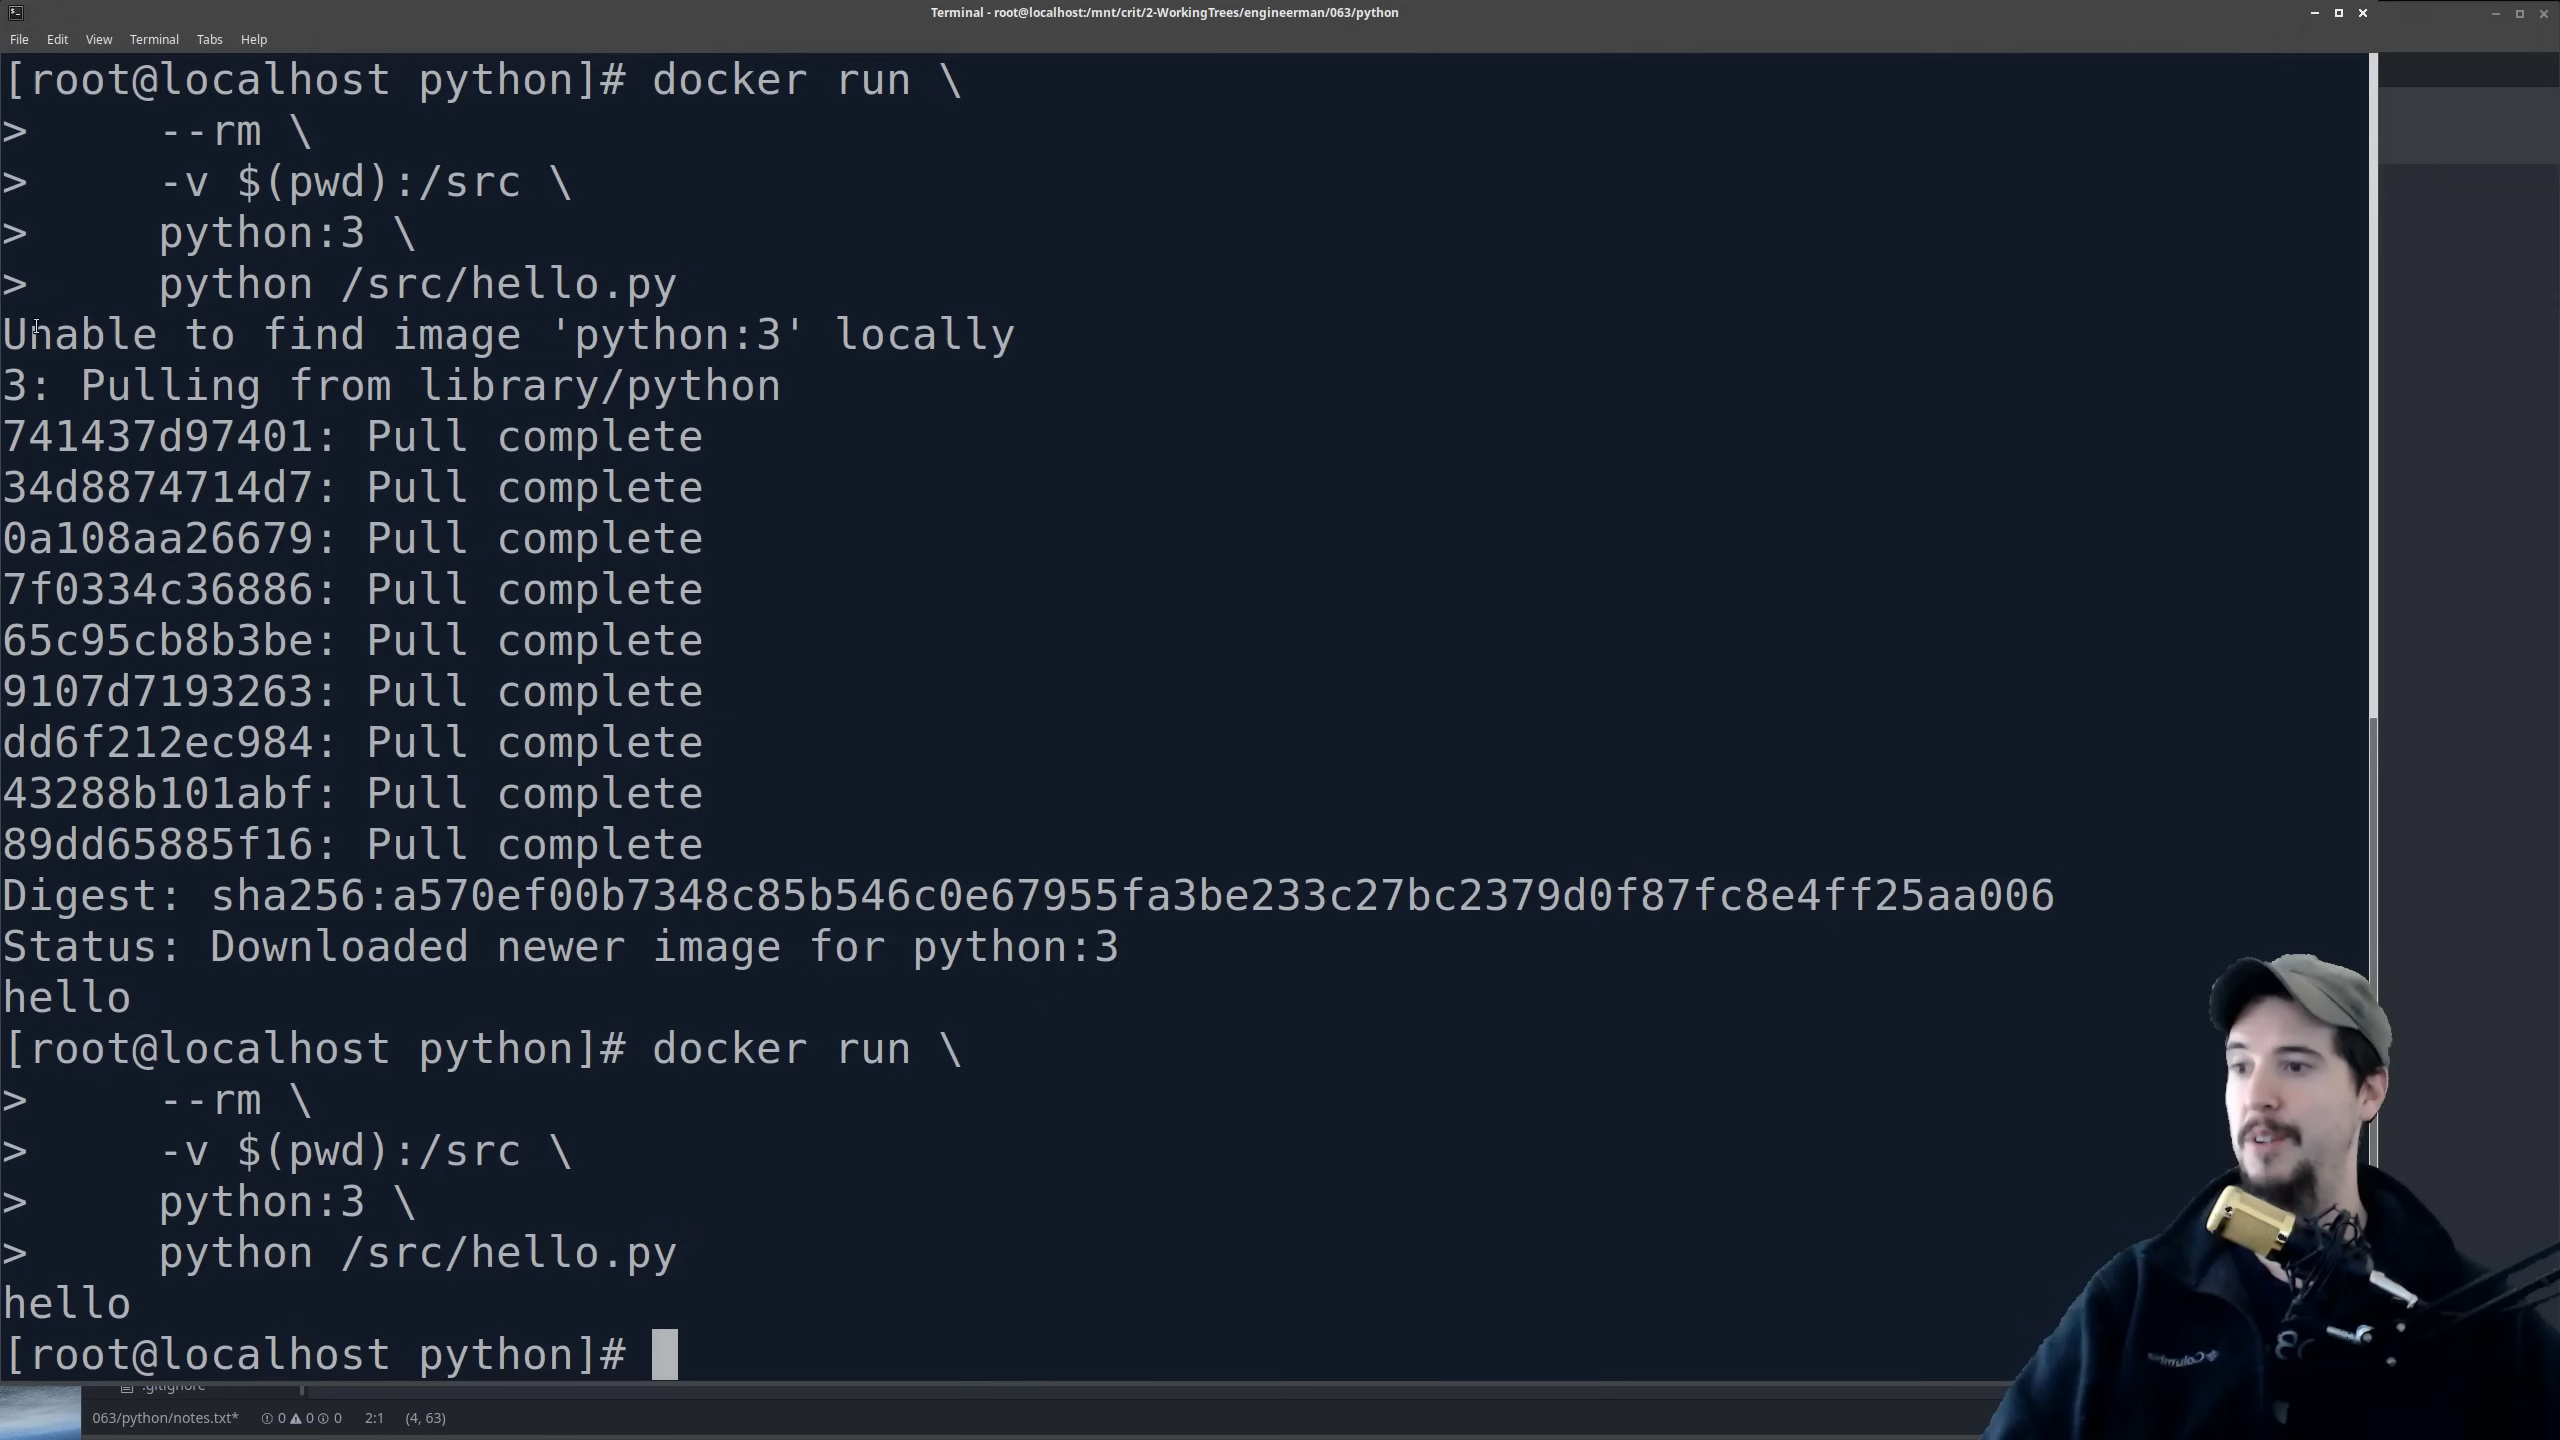 Terminal - root@localhost:/mnt/crit/2-WorkingTrees/engineerman/063/python
File Edit View Terminal Tabs Help
[root@localhost python]# docker run \
> --rm \
> -v $(pwd):/src \
> python:3 \
> python /src/hello.py
Unable to find image 'python:3' locally
3: Pulling from library/python
741437d97401: Pull complete
34d8874714d7: Pull complete
0a108aa26679: Pull complete
7f0334c36886: Pull complete
65c95cb8b3be: Pull complete
9107d7193263: Pull complete
dd6f212ec984: Pull complete
43288b101abf: Pull complete
89dd65885f16: Pull complete
Digest: sha256:a570ef00b7348c85b546c0e67955fa3be233c27bc2379d0f87fc8e4ff25aa006
Status: Downloaded newer image for python:3
hello
[root@localhost python]# docker run \
> --rm \
> -v $(pwd):/src \
> python:3 \
> python /src/hello.py
hello
[root@localhost python]#
.gitignore
063/python/notes.txt* 0 0 0 2:1 (4, 63)
Columbia